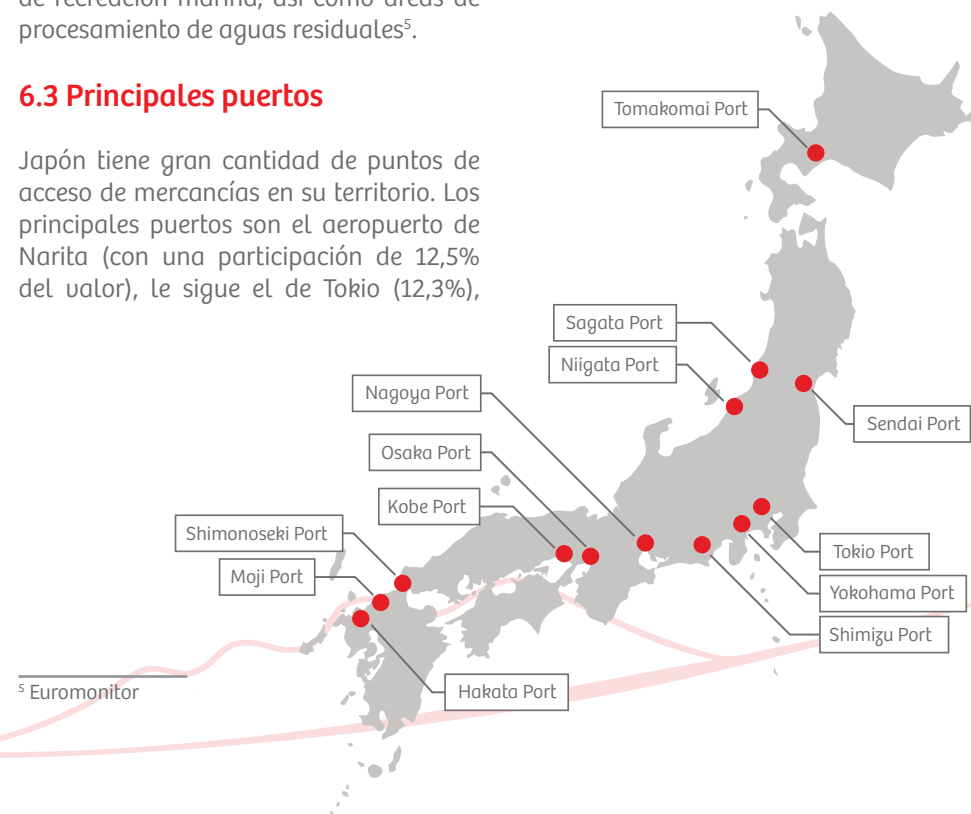 de recreación marina, así como áreas de
procesamiento de aguas residuales⁵.
6.3 Principales puertos
Japón tiene gran cantidad de puntos de
acceso de mercancías en su territorio. Los
principales puertos son el aeropuerto de
Narita (con una participación de 12,5%
del valor), le sigue el de Tokio (12,3%),
Tomakomai Port
Sagata Port
Niigata Port
Nagoya Port
Sendai Port
Osaka Port
Kobe Port
Shimonoseki Port
Tokio Port
Moji Port
Yokohama Port
Shimizu Port
Hakata Port
⁵ Euromonitor